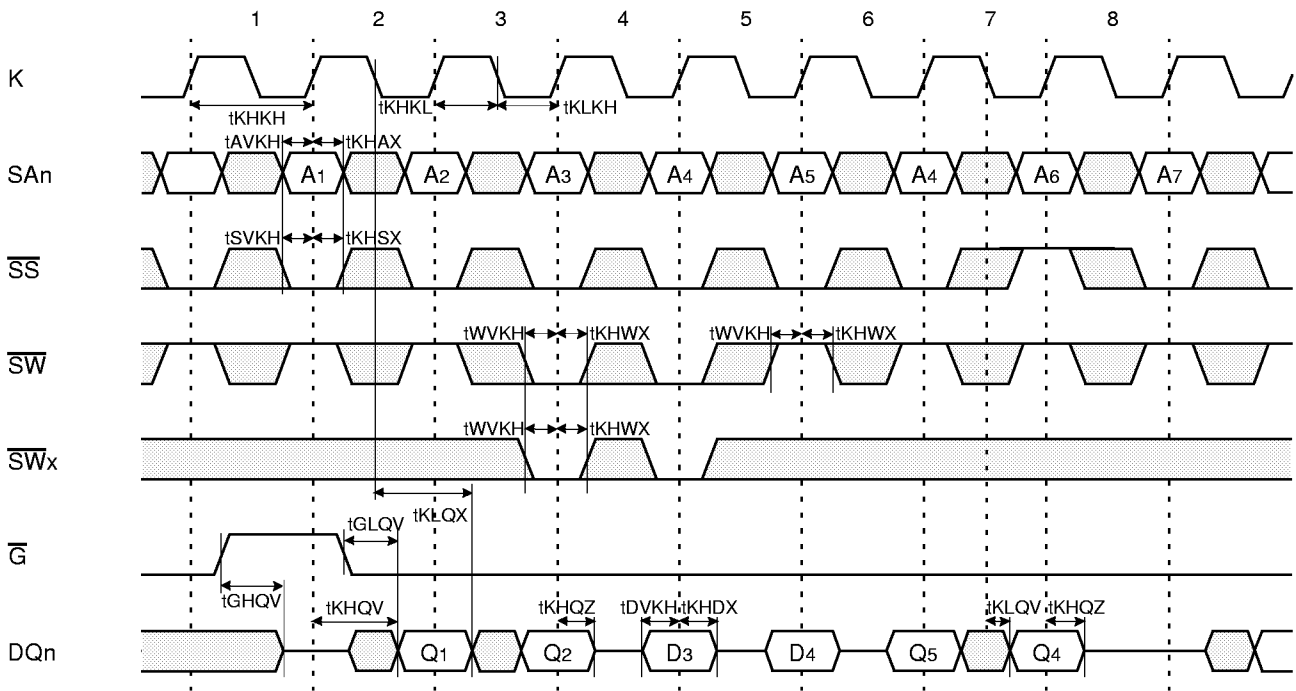 1 2 3 4 5 6 7 8
K
tKHKH tKHKL tKLKH
tAVKH tKHAX
SAn A1 A2 A3 A4 A5 A4 A6 A7
tSVKH tKHSX
SS
tWVKH tKHWX tWVKH tKHWX
SW
tWVKH tKHWX
SWx
tKLQX
tGLQV
G
tGHQV
tKHQV tKHQZ tDVKH tKHDX tKLQV tKHQZ
DQn Q1 Q2 D3 D4 Q5 Q4